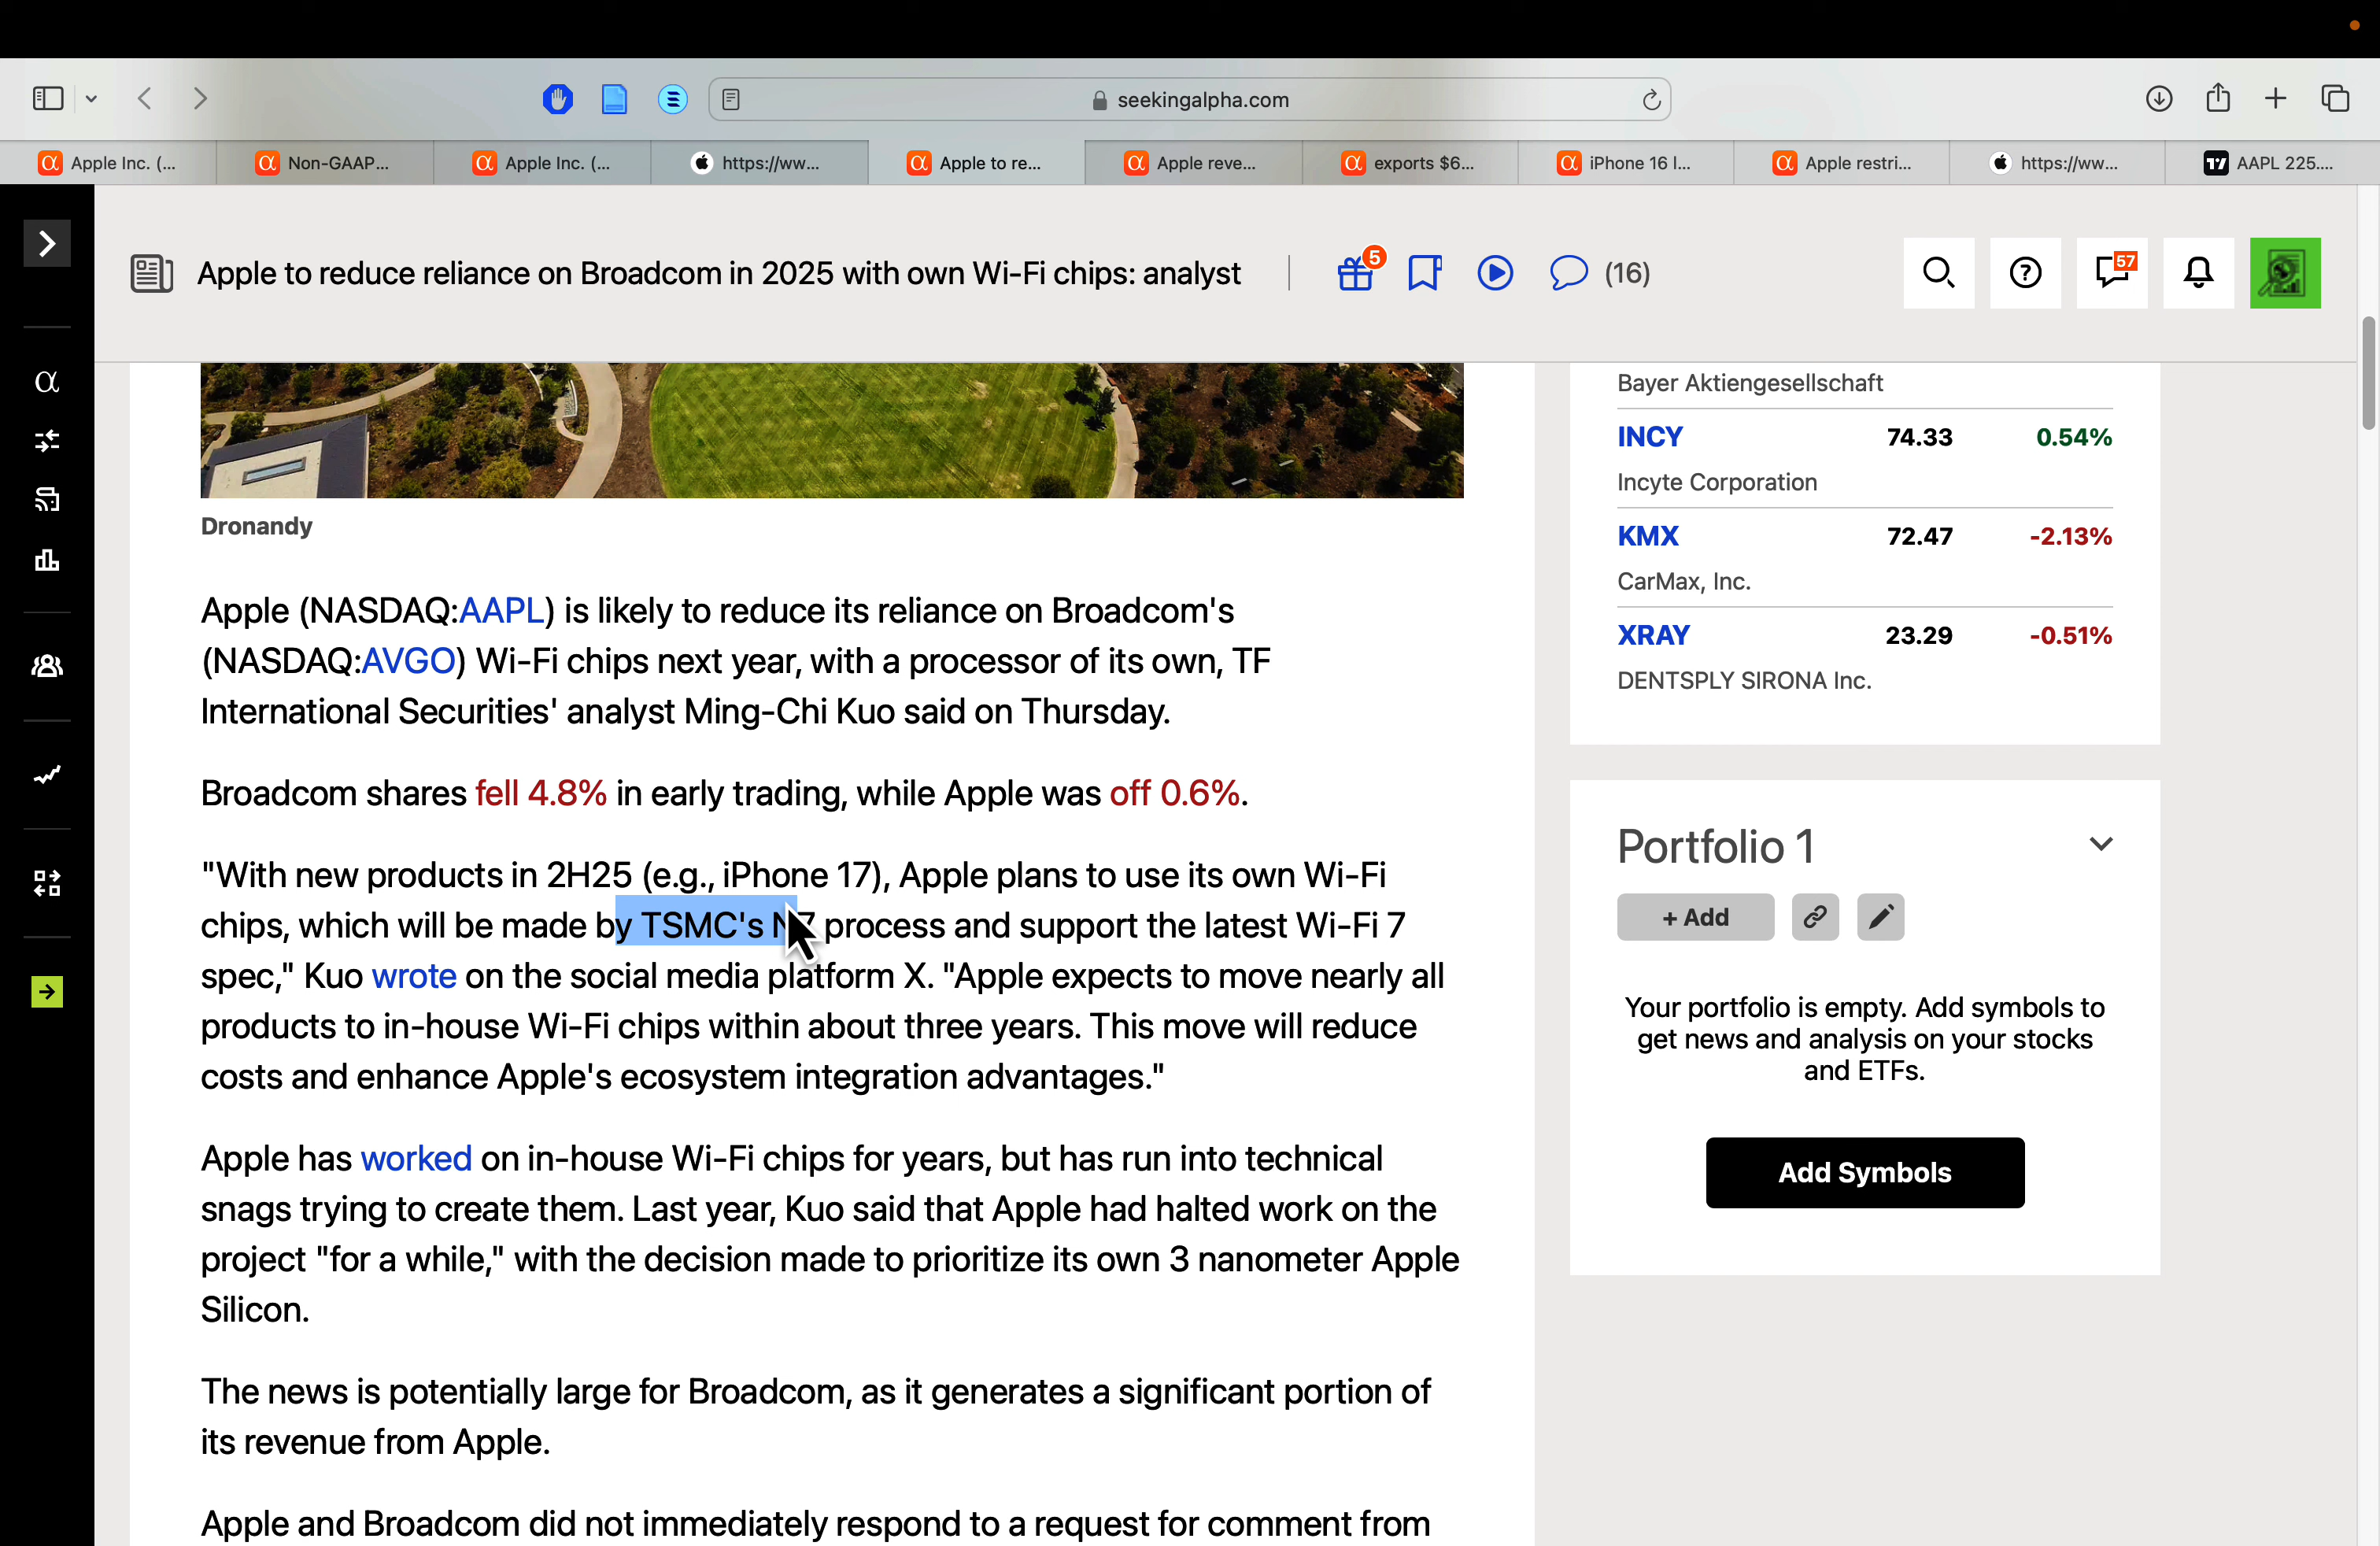 seekingalpha.com
Apple Inc. (...
Non-GAAP...
Apple Inc. (...
https://ww...
Apple to re...
Apple reve...
exports $6...
iPhone 16 l...
Apple restri...
https://ww...
AAPL 225....
Apple to reduce reliance on Broadcom in 2025 with own Wi-Fi chips: analyst
5
(16)
57
Dronandy
Apple (NASDAQ:AAPL) is likely to reduce its reliance on Broadcom's
(NASDAQ:AVGO) Wi-Fi chips next year, with a processor of its own, TF
International Securities' analyst Ming-Chi Kuo said on Thursday.
Broadcom shares fell 4.8% in early trading, while Apple was off 0.6%.
"With new products in 2H25 (e.g., iPhone 17), Apple plans to use its own Wi-Fi
chips, which will be made by TSMC's N7 process and support the latest Wi-Fi 7
spec," Kuo wrote on the social media platform X. "Apple expects to move nearly all
products to in-house Wi-Fi chips within about three years. This move will reduce
costs and enhance Apple's ecosystem integration advantages."
Apple has worked on in-house Wi-Fi chips for years, but has run into technical
snags trying to create them. Last year, Kuo said that Apple had halted work on the
project "for a while," with the decision made to prioritize its own 3 nanometer Apple
Silicon.
The news is potentially large for Broadcom, as it generates a significant portion of
its revenue from Apple.
Apple and Broadcom did not immediately respond to a request for comment from
Bayer Aktiengesellschaft
INCY 74.33 0.54%
Incyte Corporation
KMX 72.47 -2.13%
CarMax, Inc.
XRAY 23.29 -0.51%
DENTSPLY SIRONA Inc.
Portfolio 1
+ Add
Your portfolio is empty. Add symbols to
get news and analysis on your stocks
and ETFs.
Add Symbols